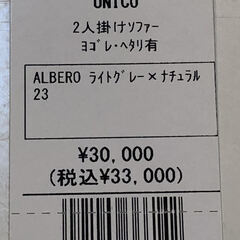 UNICO
2人掛けソファー
ヨゴレ・ヘタリ有
ALBERO ライトグレー×ナチュラル
23
¥30,000
(税込¥33,000)